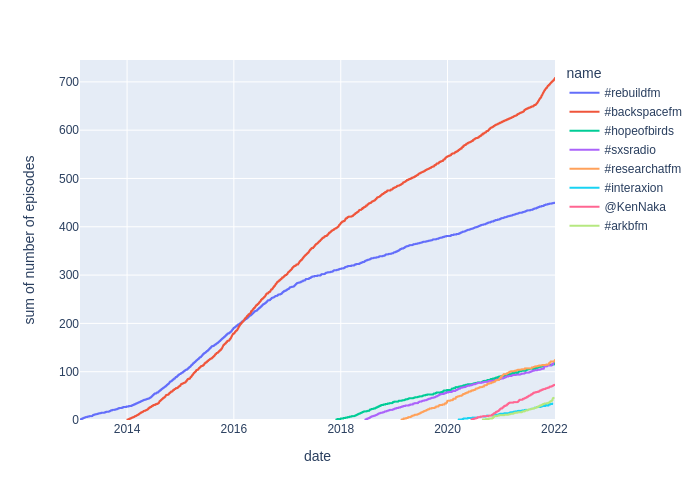 700
600
500
400
300
200
100
0
sum of number of episodes
2014
2016
2018
2020
2022
date
name
#rebuildfm
#backspacefm
#hopeofbirds
#sxsradio
#researchatfm
#interaxion
@KenNaka
#arkbfm